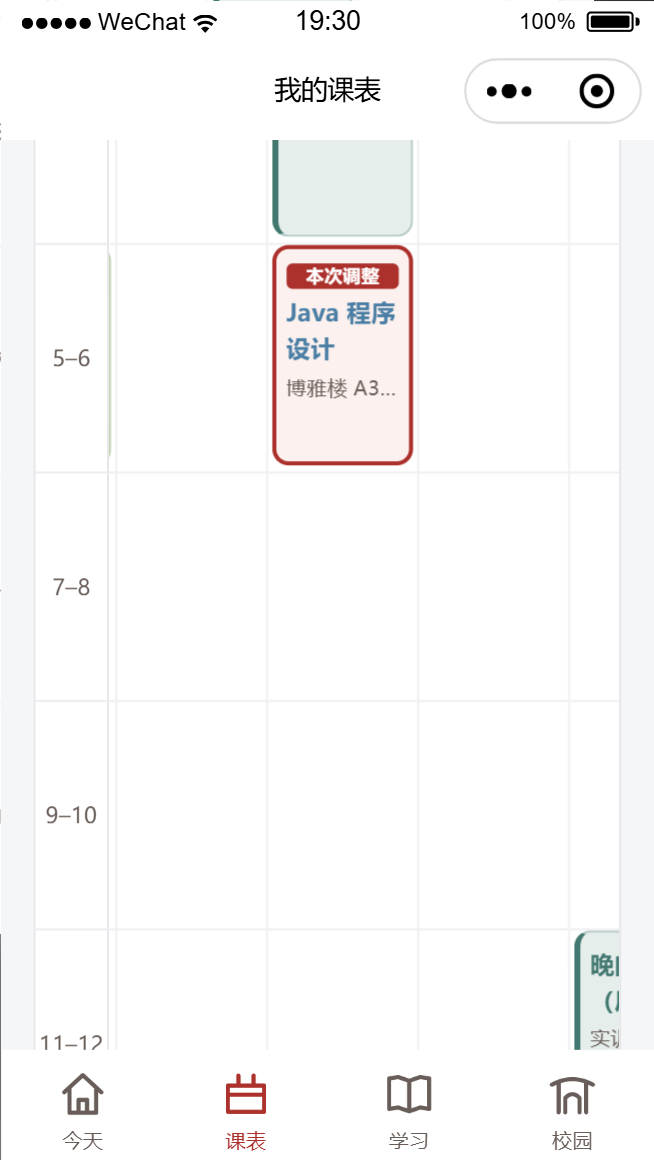 WeChat 19:30 100%
我的课表
本次调整
Java 程序
设计
博雅楼 A3...
5–6
7–8
9–10
晚
实训
11–12
今天 课表 学习 校园